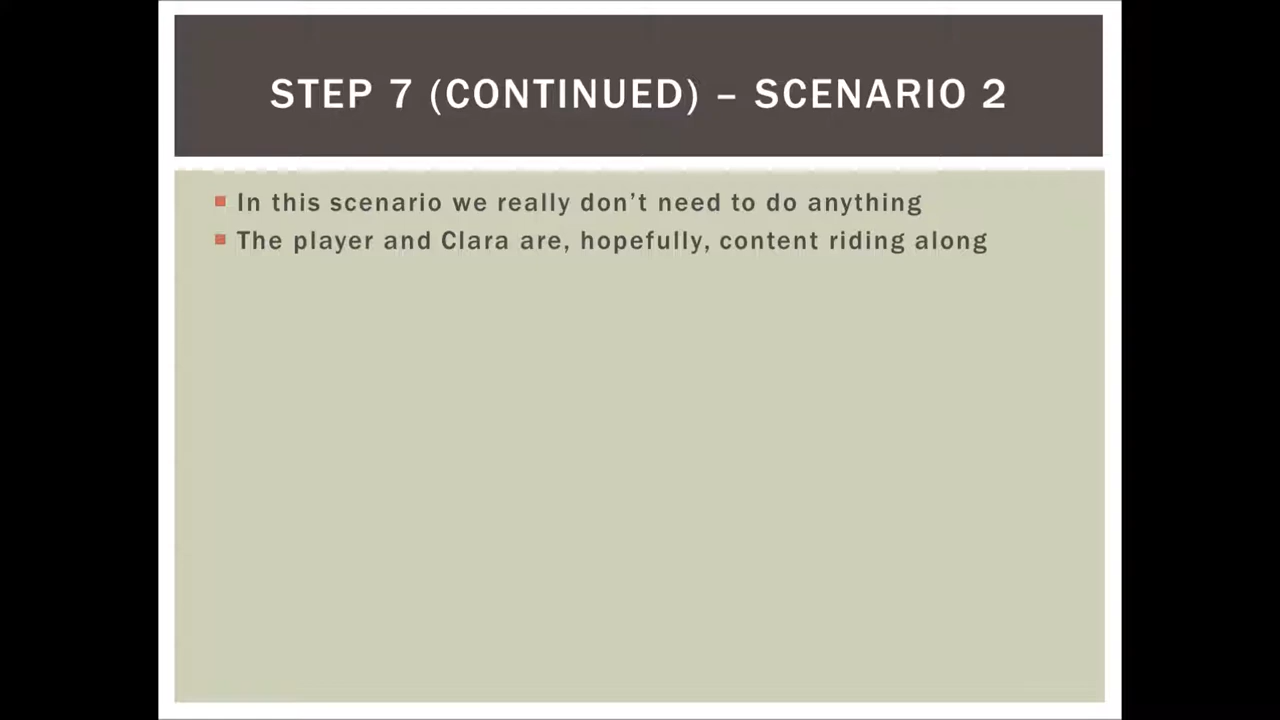 STEP 7 (CONTINUED) – SCENARIO 2
In this scenario we really don’t need to do anything
The player and Clara are, hopefully, content riding along